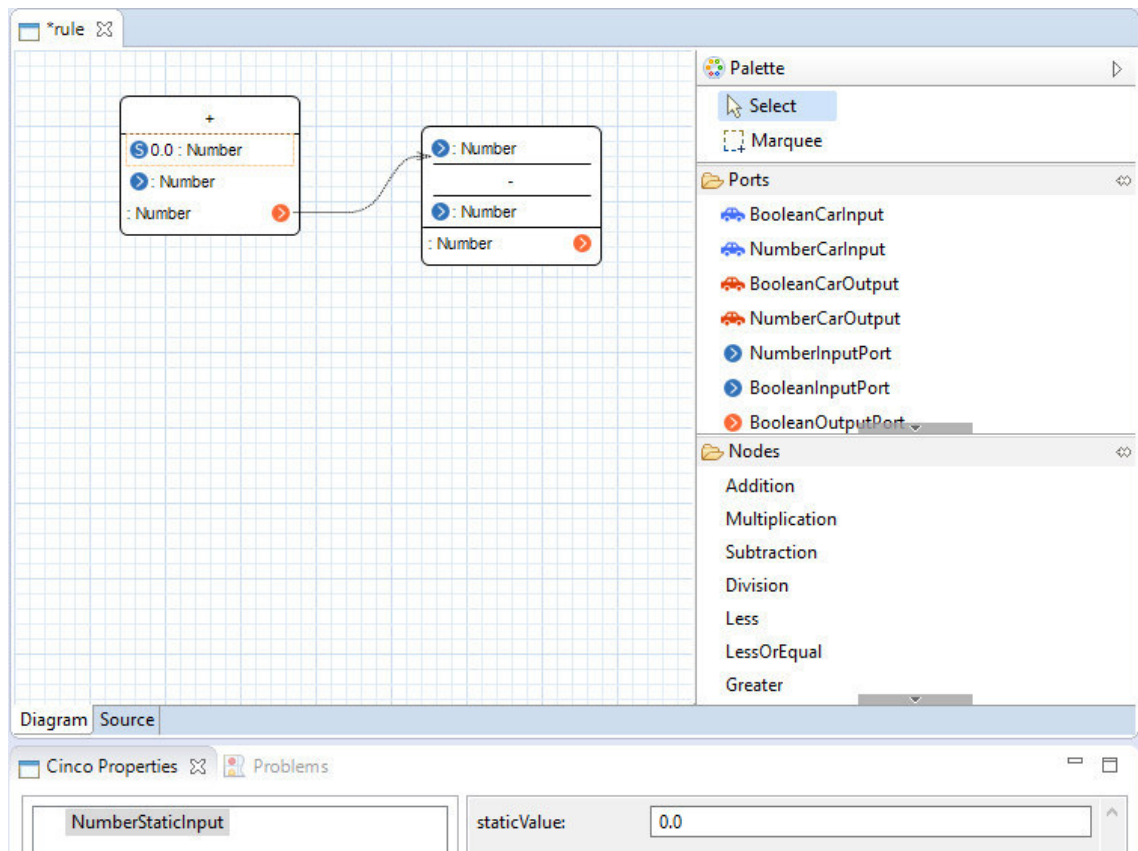 *rule
+
S 0.0 : Number
: Number
: Number
: Number
-
: Number
: Number
Palette
Select
Marquee
Ports
BooleanCarInput
NumberCarInput
BooleanCarOutput
NumberCarOutput
NumberInputPort
BooleanInputPort
BooleanOutputPort
Nodes
Addition
Multiplication
Subtraction
Division
Less
LessOrEqual
Greater
Diagram Source
Cinco Properties Problems
NumberStaticInput
staticValue: 0.0